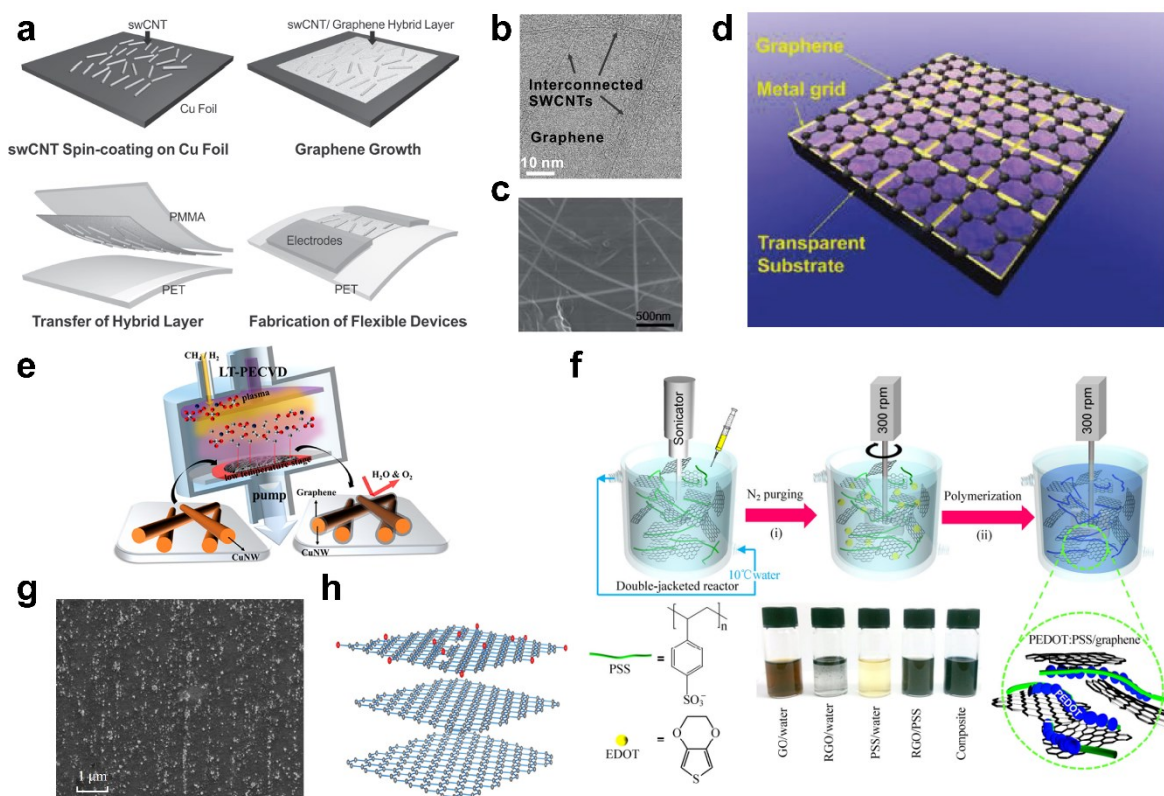 a
swCNT
Cu Foil
swCNT Spin-coating on Cu Foil
swCNT/ Graphene Hybrid Layer
Graphene Growth
PMMA
PET
Transfer of Hybrid Layer
Electrodes
PET
Fabrication of Flexible Devices
b
Interconnected
SWCNTs
Graphene
10 nm
c
500nm
d
Graphene
Metal grid
Transparent
Substrate
e
CH4 / H2
LT-PECVD
plasma
low temperature stage
pump
H2O & O2
Graphene
CuNW
CuNW
f
Sonicator
300 rpm
300 rpm
N2 purging
(i)
Polymerization
(ii)
10℃water
Double-jacketed reactor
n
PSS
=
SO3−
EDOT
=
O
O
S
GO/water
RGO/water
PSS/water
RGO/PSS
Composite
PEDOT:PSS/graphene
PEDOT
g
1 μm
h